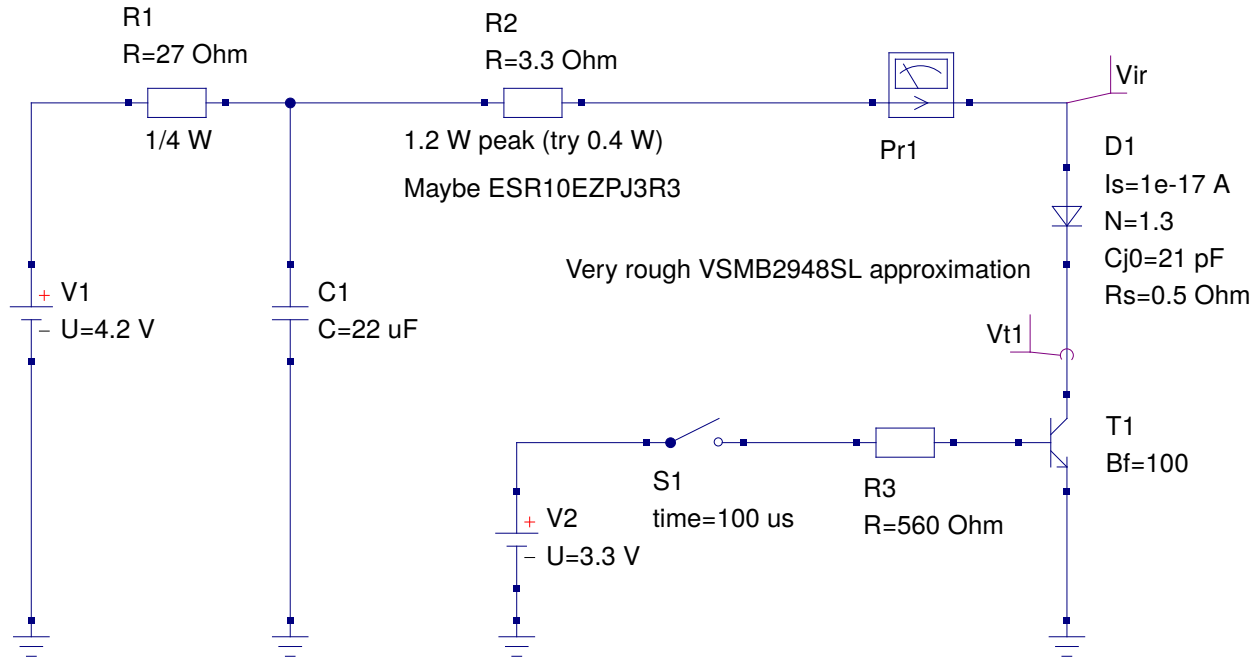 R1
R=27 Ohm
1/4 W
R2
R=3.3 Ohm
1.2 W peak (try 0.4 W)
Maybe ESR10EZPJ3R3
Pr1
Vir
D1
Is=1e-17 A
N=1.3
Cj0=21 pF
Rs=0.5 Ohm
Very rough VSMB2948SL approximation
+ V1
− U=4.2 V
C1
C=22 uF
Vt1
T1
Bf=100
S1
time=100 us
R3
R=560 Ohm
+ V2
− U=3.3 V